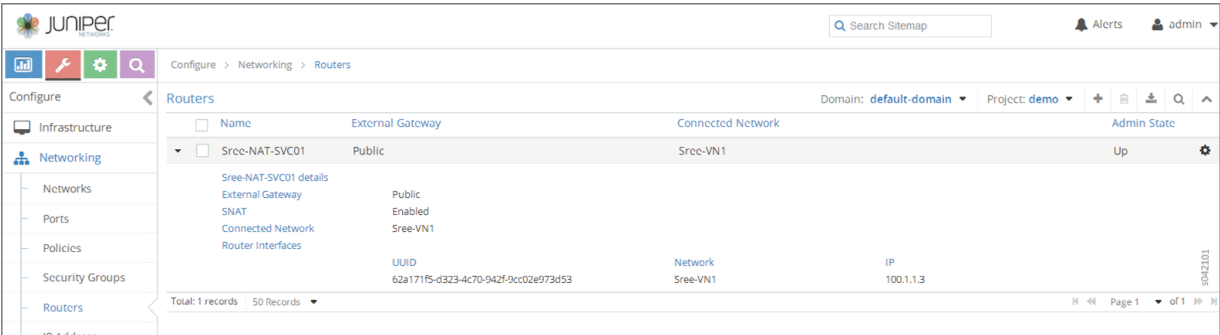 JUNIPER
NETWORKS
Search Sitemap
Alerts
admin
Configure > Networking > Routers
Configure
Routers
Domain: default-domain
Project: demo
Infrastructure
Name External Gateway Connected Network Admin State
Networking
Sree-NAT-SVC01 Public Sree-VN1 Up
Sree-NAT-SVC01 details
Networks
External Gateway Public
SNAT Enabled
Ports
Connected Network Sree-VN1
Router Interfaces
Policies
UUID Network IP
Security Groups
62a171f5-d323-4c70-942f-9cc02e973d53 Sree-VN1 100.1.1.3
s042101
Routers
Total: 1 records 50 Records Page 1 of 1
IP Address